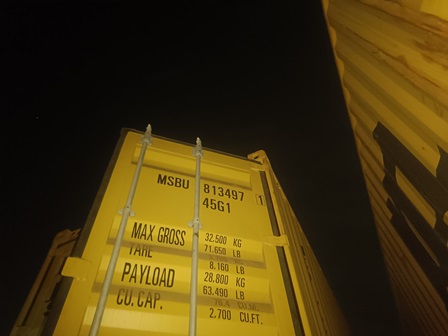 MSBU 813497 1
45G1
MAX GROSS 32.500 KG
71.650 LB
TARE
8.160 LB
PAYLOAD 28.800 KG
63.490 LB
CU.CAP. CU.M.
2.700 CU.FT.